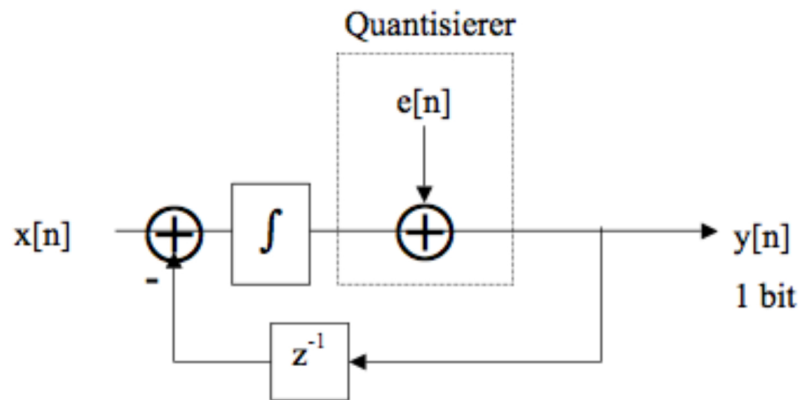 Quantisierer
e[n]
x[n]
∫
-
y[n]
1 bit
z⁻¹